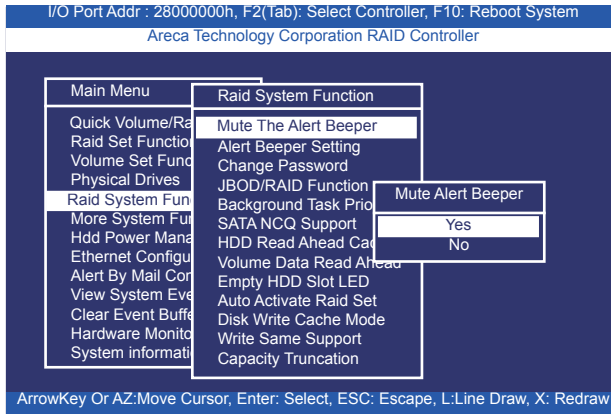 I/O Port Addr : 28000000h, F2(Tab): Select Controller, F10: Reboot System
Areca Technology Corporation RAID Controller
Main Menu
Quick Volume/Ra
Raid Set Function
Volume Set Func
Physical Drives
Raid System Fun
More System Fun
Hdd Power Mana
Ethernet Configu
Alert By Mail Con
View System Eve
Clear Event Buffe
Hardware Monito
System informati
Raid System Function
Mute The Alert Beeper
Alert Beeper Setting
Change Password
JBOD/RAID Function
Background Task Prio
SATA NCQ Support
HDD Read Ahead Cac
Volume Data Read Ahead
Empty HDD Slot LED
Auto Activate Raid Set
Disk Write Cache Mode
Write Same Support
Capacity Truncation
Mute Alert Beeper
Yes
No
ArrowKey Or AZ:Move Cursor, Enter: Select, ESC: Escape, L:Line Draw, X: Redraw